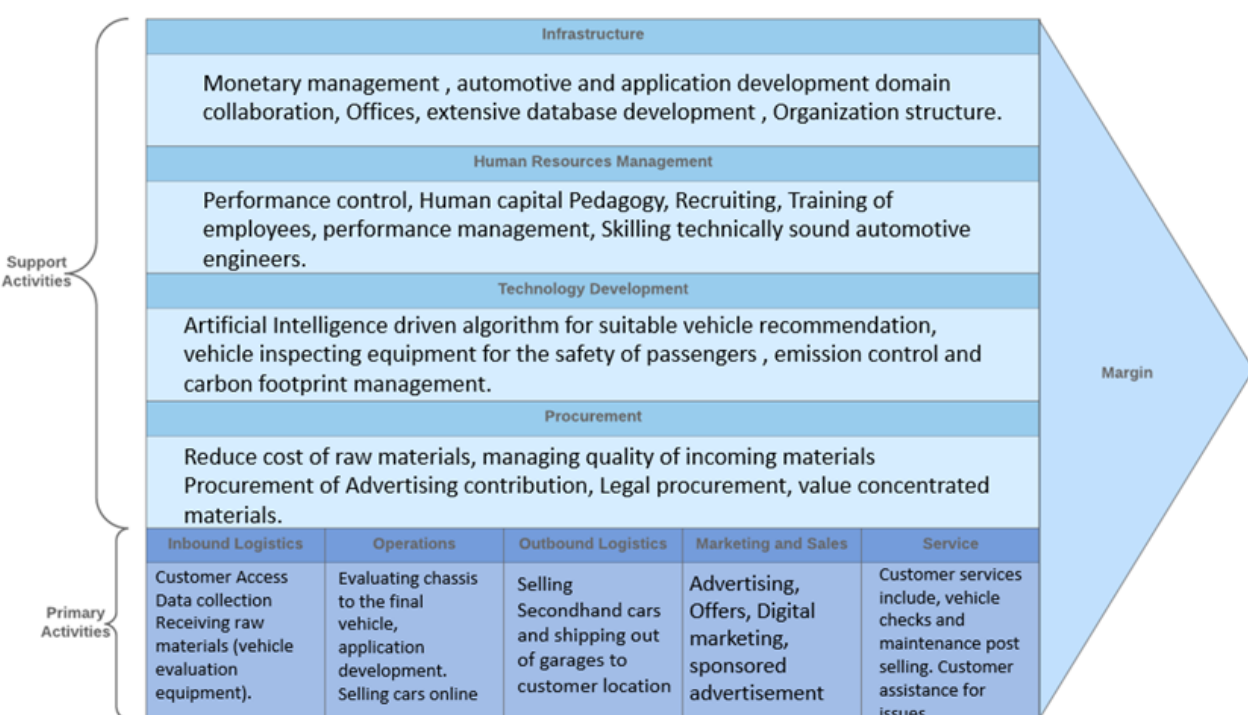 Infrastructure
Monetary management , automotive and application development domain
collaboration, Offices, extensive database development , Organization structure.
Human Resources Management
Performance control, Human capital Pedagogy, Recruiting, Training of
employees, performance management, Skilling technically sound automotive
engineers.
Support
Activities
Technology Development
Artificial Intelligence driven algorithm for suitable vehicle recommendation,
vehicle inspecting equipment for the safety of passengers , emission control and
carbon footprint management.
Margin
Procurement
Reduce cost of raw materials, managing quality of incoming materials
Procurement of Advertising contribution, Legal procurement, value concentrated
materials.
Primary
Activities
Inbound Logistics
Customer Access
Data collection
Receiving raw
materials (vehicle
evaluation
equipment).
Operations
Evaluating chassis
to the final
vehicle,
application
development.
Selling cars online
Outbound Logistics
Selling
Secondhand cars
and shipping out
of garages to
customer location
Marketing and Sales
Advertising,
Offers, Digital
marketing,
sponsored
advertisement
Service
Customer services
include, vehicle
checks and
maintenance post
selling. Customer
assistance for
issues